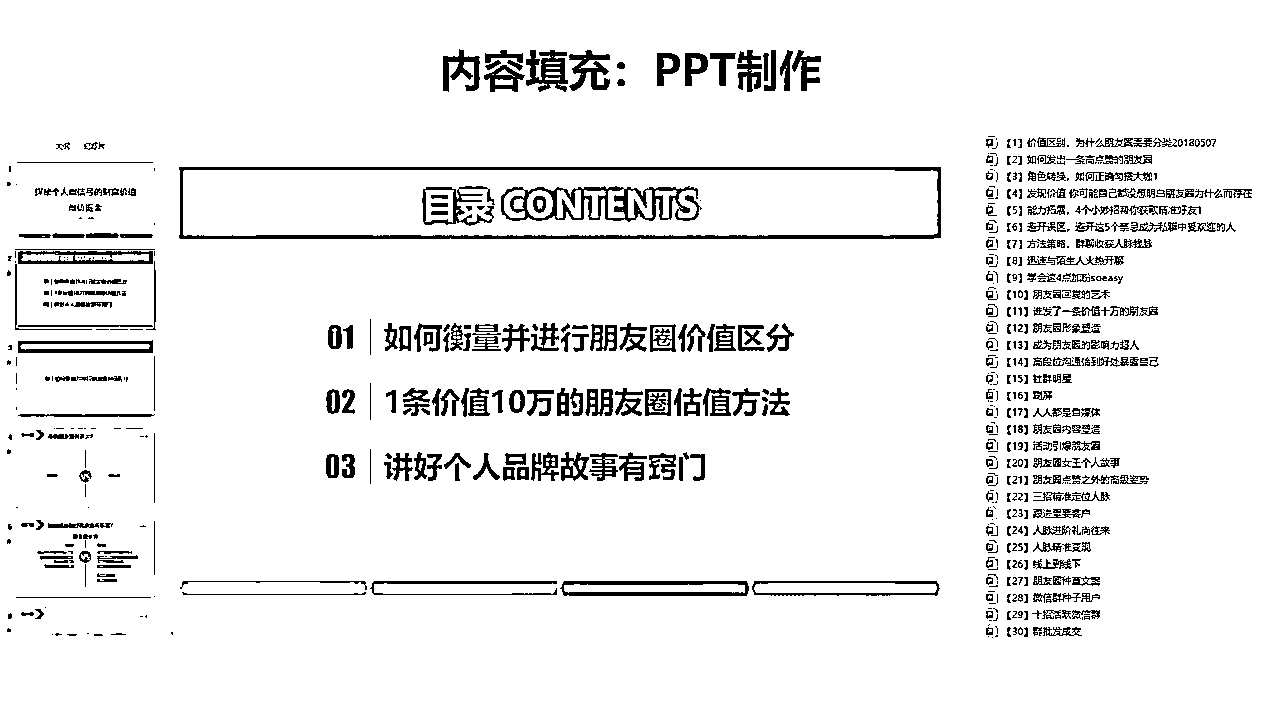 内容填充：PPT制作
目录 CONTENTS
01 如何衡量并进行朋友圈价值区分
02 1条价值10万的朋友圈估值方法
03 讲好个人品牌故事有窍门
【1】价值区别，为什么朋友圈需要分类20180507
【2】如何发出一条高点赞的朋友圈
【3】角色转换，如何正确勾搭大咖1
【4】发现价值 你可能自己都没想明白朋友圈为什么而存在
【5】能力拓展，4个小妙招帮你获取精准好友1
【6】避开误区，避开这5个禁忌成为私聊中受欢迎的人
【7】方法策略，群聊收获人脉钱脉
【8】迅速与陌生人火热开聊
【9】学会这4点加粉soeasy
【10】朋友圈回复的艺术
【11】谁发了一条价值十万的朋友圈
【12】朋友圈形象塑造
【13】成为朋友圈的影响力超人
【14】高段位沟通恰到好处暴露自己
【15】社群明星
【16】刷屏
【17】人人都是自媒体
【18】朋友圈内容塑造
【19】活动引爆朋友圈
【20】朋友圈女王个人故事
【21】朋友圈点赞之外的高级姿势
【22】三招精准定位人脉
【23】跟进重要客户
【24】人脉进阶礼尚往来
【25】人脉精准变现
【26】线上到线下
【27】朋友圈种草文案
【28】微信群种子用户
【29】十招活跃微信群
【30】群批发成交